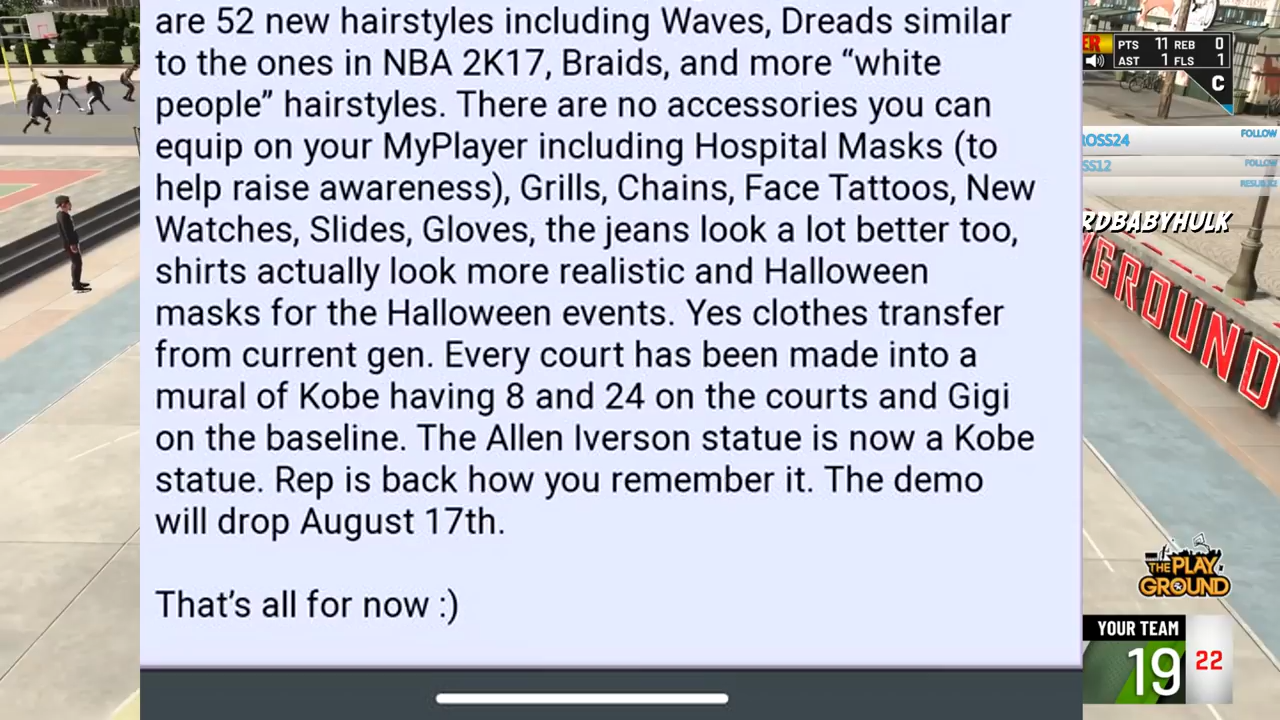 are 52 new hairstyles including Waves, Dreads similar
to the ones in NBA 2K17, Braids, and more “white
people” hairstyles. There are no accessories you can
equip on your MyPlayer including Hospital Masks (to
help raise awareness), Grills, Chains, Face Tattoos, New
Watches, Slides, Gloves, the jeans look a lot better too,
shirts actually look more realistic and Halloween
masks for the Halloween events. Yes clothes transfer
from current gen. Every court has been made into a
mural of Kobe having 8 and 24 on the courts and Gigi
on the baseline. The Allen Iverson statue is now a Kobe
statue. Rep is back how you remember it. The demo
will drop August 17th.
That’s all for now :)
ER PTS 11 REB 0
AST 1 FLS 1
C
OSS24 FOLLOW
SS12 FOLLOW
RDBABYHULK
YGROUND
THE PLAY
GROUND
YOUR TEAM
19 22